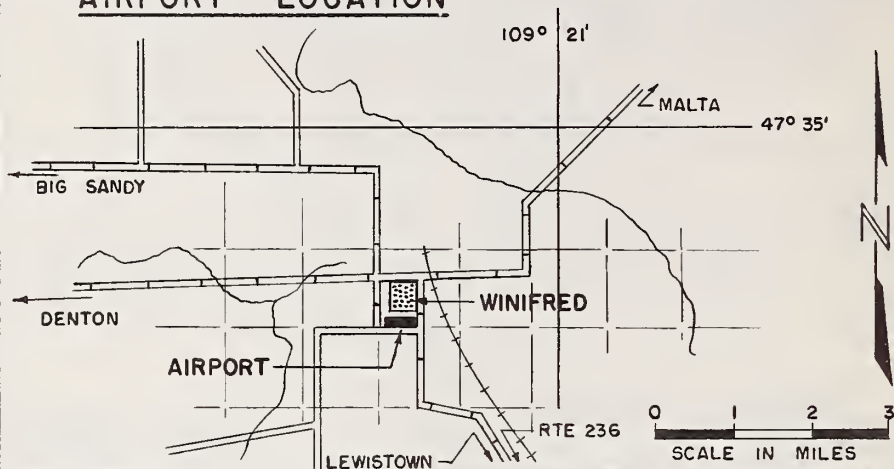 AIRPORT LOCATION
109° 21'
MALTA
47° 35'
BIG SANDY
N
WINIFRED
DENTON
AIRPORT
0 1 2 3
RTE 236
SCALE IN MILES
LEWISTOWN